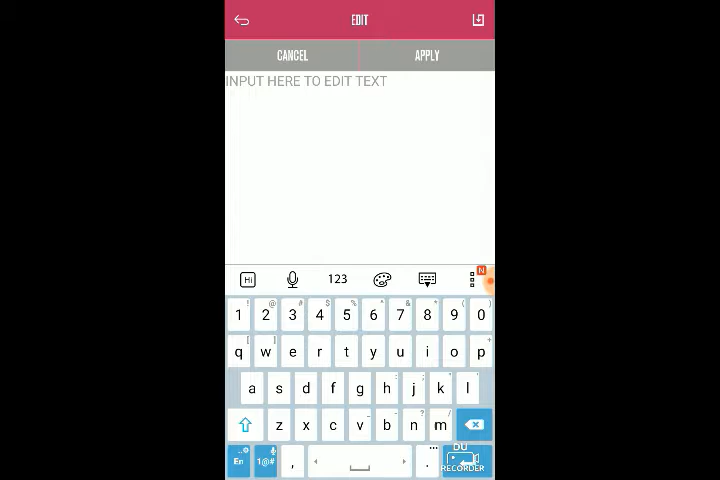 EDIT
CANCEL APPLY
INPUT HERE TO EDIT TEXT
Hi 123 N
! @ # $ % ^ & * ( )
1 2 3 4 5 6 7 8 9 0
[ ] +
q w e r t y u i o p
: ; '
a s d f g h j k l
- ? /
z x c v b n m
En 1@# , .
DU
RECORDER